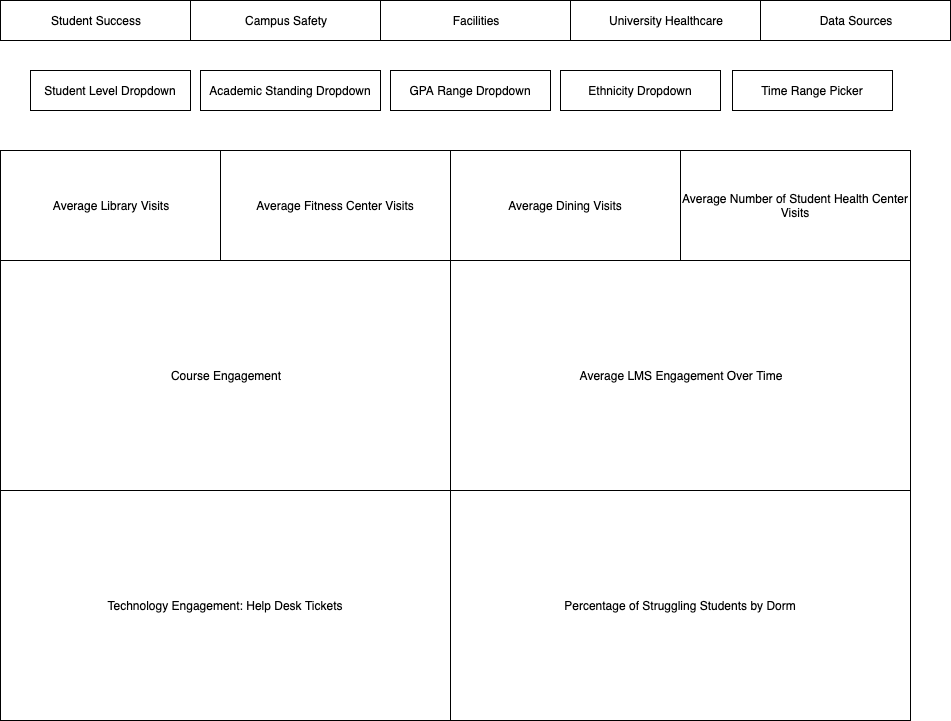 Student Success
Campus Safety
Facilities
University Healthcare
Data Sources
Student Level Dropdown
Academic Standing Dropdown
GPA Range Dropdown
Ethnicity Dropdown
Time Range Picker
Average Library Visits
Average Fitness Center Visits
Average Dining Visits
Average Number of Student Health Center
Visits
Course Engagement
Average LMS Engagement Over Time
Technology Engagement: Help Desk Tickets
Percentage of Struggling Students by Dorm